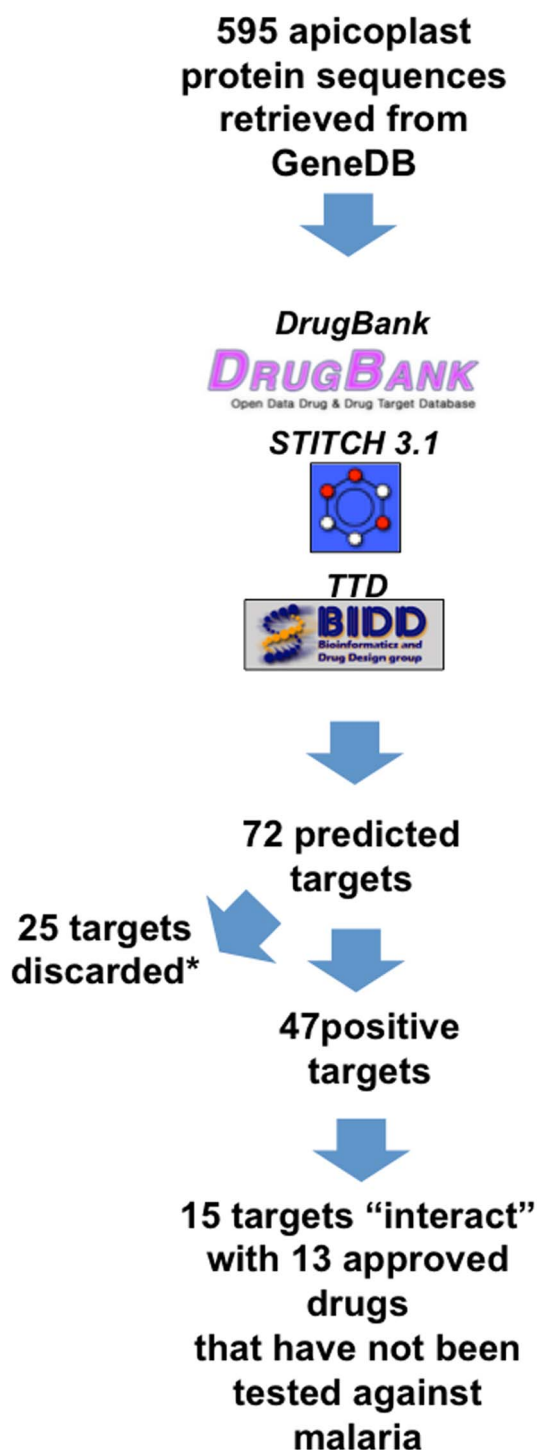 595 apicoplast
protein sequences
retrieved from
GeneDB
DrugBank
DRUGBANK
Open Data Drug & Drug Target Database
STITCH 3.1
TTD
BIDD
Bioinformatics and
Drug Design group
72 predicted
targets
25 targets
discarded*
47positive
targets
15 targets “interact”
with 13 approved
drugs
that have not been
tested against
malaria